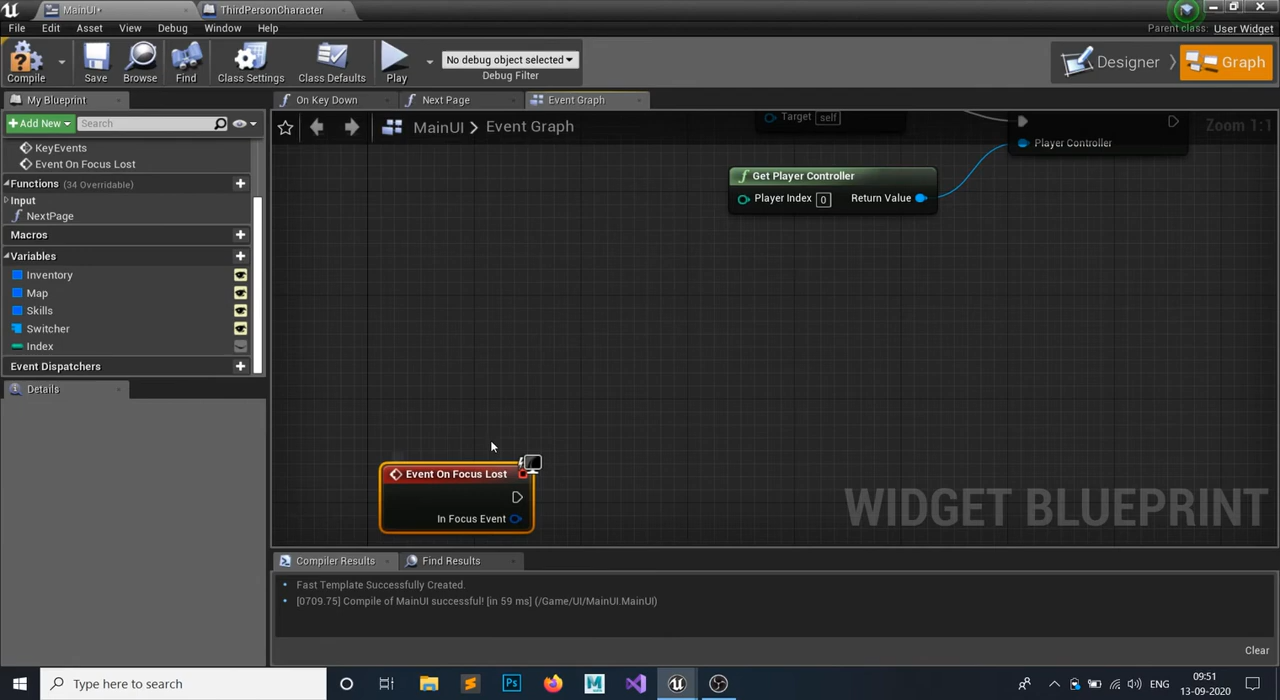 MainUI•
ThirdPersonCharacter
File Edit Asset View Debug Window Help
Parent class: User Widget
Compile
Save
Browse
Find
Class Settings
Class Defaults
Play
No debug object selected
Debug Filter
Designer
Graph
My Blueprint
On Key Down
Next Page
Event Graph
Add New
Search
MainUI > Event Graph
Zoom 1:1
KeyEvents
Event On Focus Lost
Functions (34 Overridable)
Input
NextPage
Macros
Variables
Inventory
Map
Skills
Switcher
Index
Event Dispatchers
Details
Target self
Player Controller
f Get Player Controller
Player Index 0 Return Value
Event On Focus Lost
In Focus Event
WIDGET BLUEPRINT
Compiler Results
Find Results
• Fast Template Successfully Created.
• [0709.75] Compile of MainUI successful! [in 59 ms] (/Game/UI/MainUI.MainUI)
Clear
Type here to search
Ps
M
ENG
09:51
13-09-2020